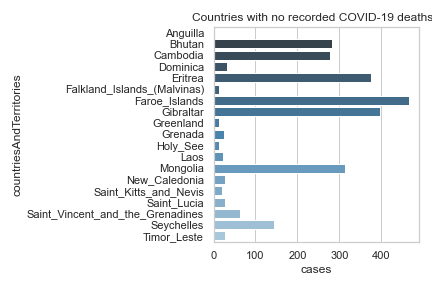 Countries with no recorded COVID-19 deaths
countriesAndTerritories
Anguilla
Bhutan
Cambodia
Dominica
Eritrea
Falkland_Islands_(Malvinas)
Faroe_Islands
Gibraltar
Greenland
Grenada
Holy_See
Laos
Mongolia
New_Caledonia
Saint_Kitts_and_Nevis
Saint_Lucia
Saint_Vincent_and_the_Grenadines
Seychelles
Timor_Leste
0 100 200 300 400
cases